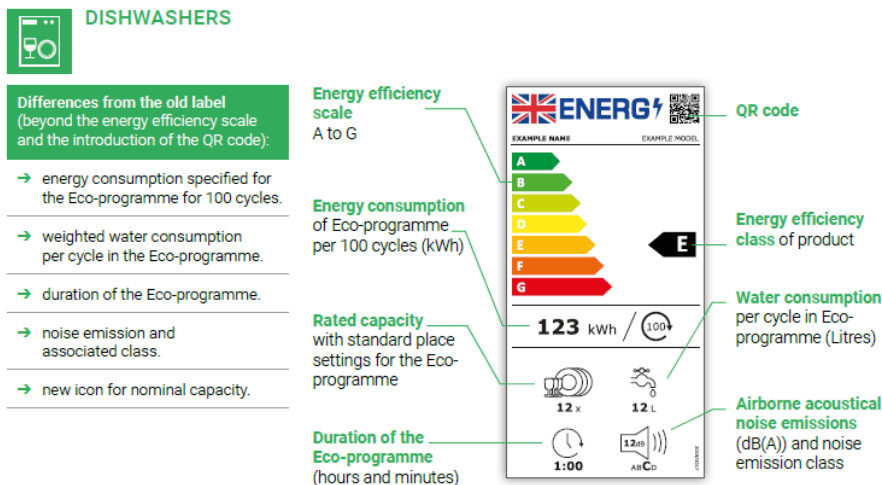 DISHWASHERS
Differences from the old label
(beyond the energy efficiency scale
and the introduction of the QR code):
➔ energy consumption specified for
the Eco-programme for 100 cycles.
➔ weighted water consumption
per cycle in the Eco-programme.
➔ duration of the Eco-programme.
➔ noise emission and
associated class.
➔ new icon for nominal capacity.
Energy efficiency
scale
A to G
Energy consumption
of Eco-programme
per 100 cycles (kWh)
Rated capacity
with standard place
settings for the Eco-
programme
Duration of the
Eco-programme
(hours and minutes)
ENERG
EXAMPLE NAME EXAMPLE MODEL
A
B
C
D
E
F
G
E
123 kWh / 100
12 x
12 L
1:00
12dB
ABCD
QR code
Energy efficiency
class of product
Water consumption
per cycle in Eco-
programme (Litres)
Airborne acoustical
noise emissions
(dB(A)) and noise
emission class